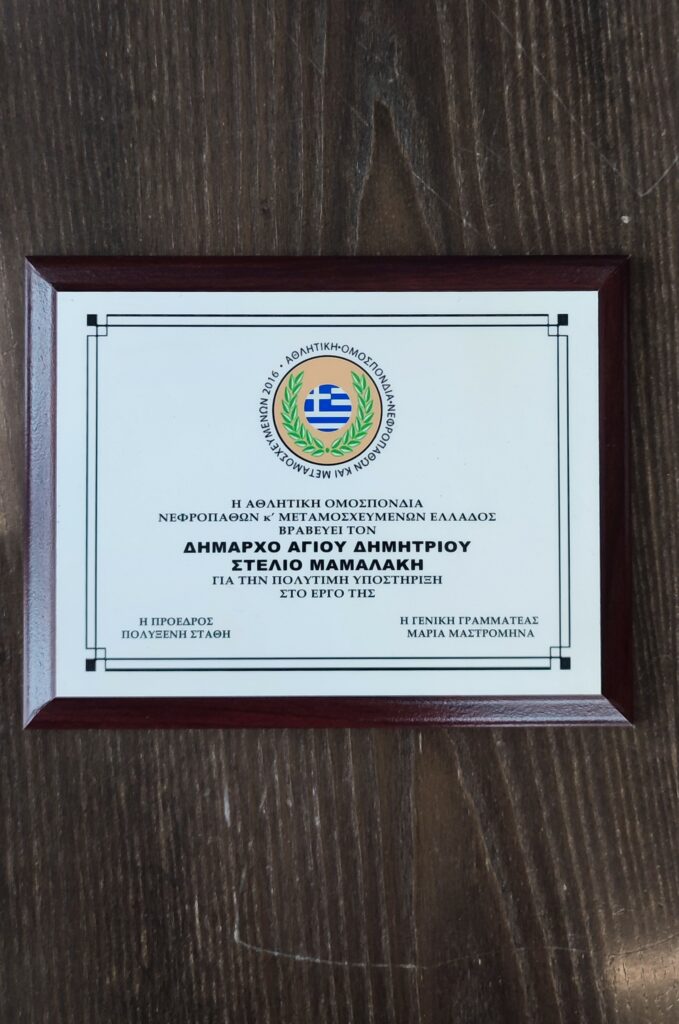 ΑΘΛΗΤΙΚΗ•ΟΜΟΣΠΟΝΔΙΑ•ΝΕΦΡΟΠΑΘΩΝ ΚΑΙ ΜΕΤΑΜΟΣΧΕΥΜΕΝΩΝ 2016 •
Η ΑΘΛΗΤΙΚΗ ΟΜΟΣΠΟΝΔΙΑ
ΝΕΦΡΟΠΑΘΩΝ κ' ΜΕΤΑΜΟΣΧΕΥΜΕΝΩΝ ΕΛΛΑΔΟΣ
ΒΡΑΒΕΥΕΙ ΤΟΝ
ΔΗΜΑΡΧΟ ΑΓΙΟΥ ΔΗΜΗΤΡΙΟΥ
ΣΤΕΛΙΟ ΜΑΜΑΛΑΚΗ
ΓΙΑ ΤΗΝ ΠΟΛΥΤΙΜΗ ΥΠΟΣΤΗΡΙΞΗ
ΣΤΟ ΕΡΓΟ ΤΗΣ
Η ΠΡΟΕΔΡΟΣ
ΠΟΛΥΞΕΝΗ ΣΤΑΘΗ
Η ΓΕΝΙΚΗ ΓΡΑΜΜΑΤΕΑΣ
ΜΑΡΙΑ ΜΑΣΤΡΟΜΗΝΑ